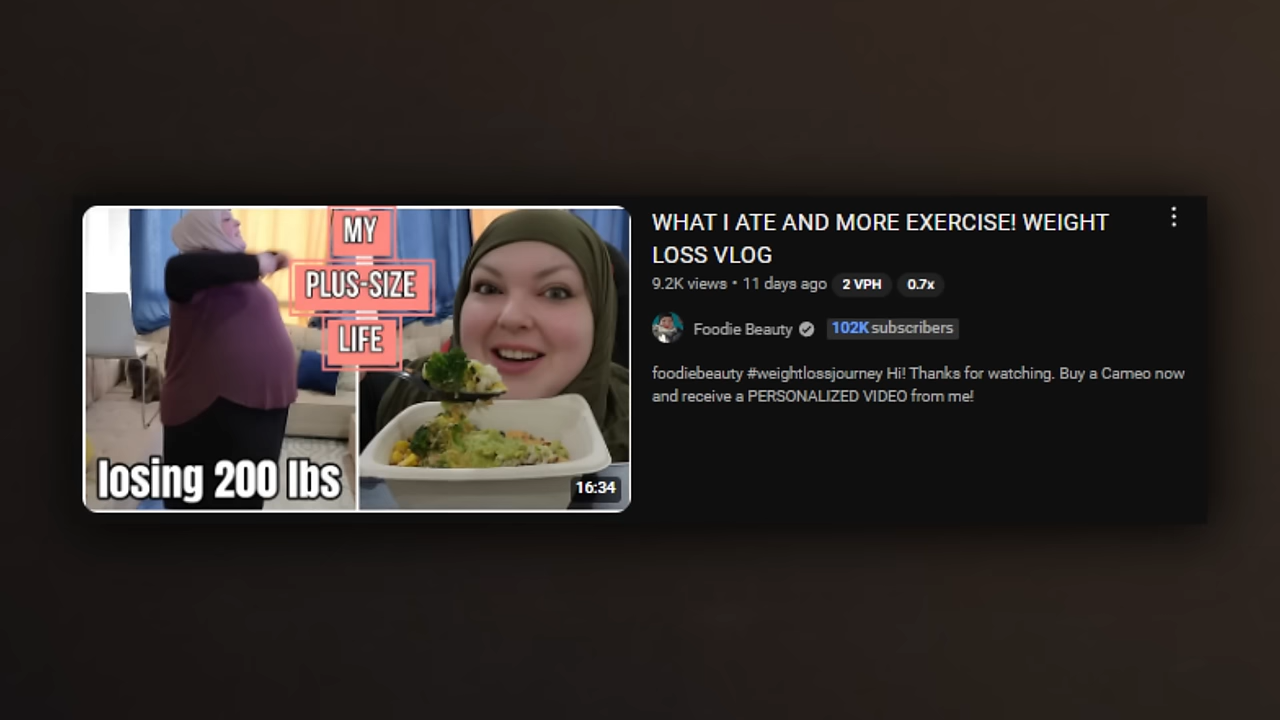 MY
PLUS-SIZE
LIFE
losing 200 lbs
16:34
WHAT I ATE AND MORE EXERCISE! WEIGHT
LOSS VLOG
9.2K views • 11 days ago 2 VPH 0.7x
Foodie Beauty 102K subscribers
foodiebeauty #weightlossjourney Hi! Thanks for watching. Buy a Cameo now
and receive a PERSONALIZED VIDEO from me!